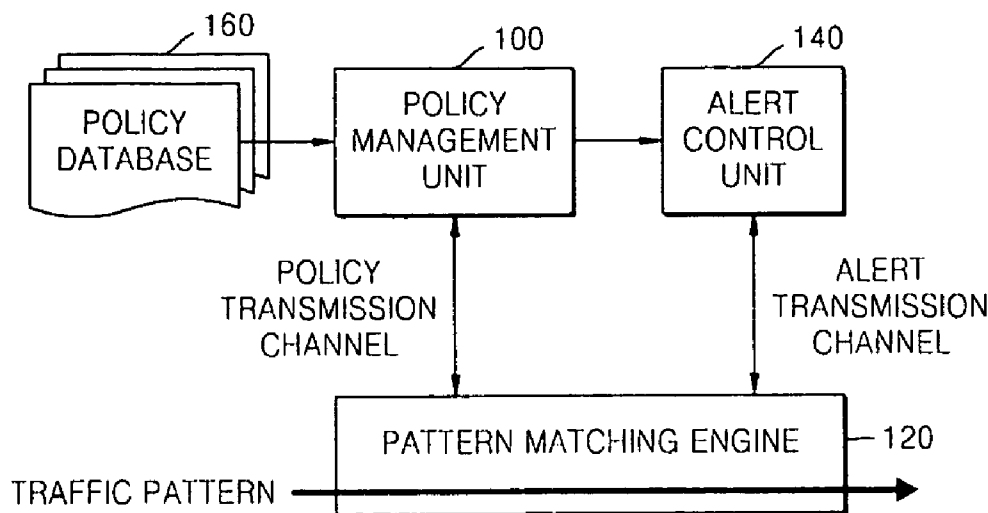 160
100
140
POLICY
DATABASE
POLICY
MANAGEMENT
UNIT
ALERT
CONTROL
UNIT
POLICY
TRANSMISSION
CHANNEL
ALERT
TRANSMISSION
CHANNEL
PATTERN MATCHING ENGINE
120
TRAFFIC PATTERN